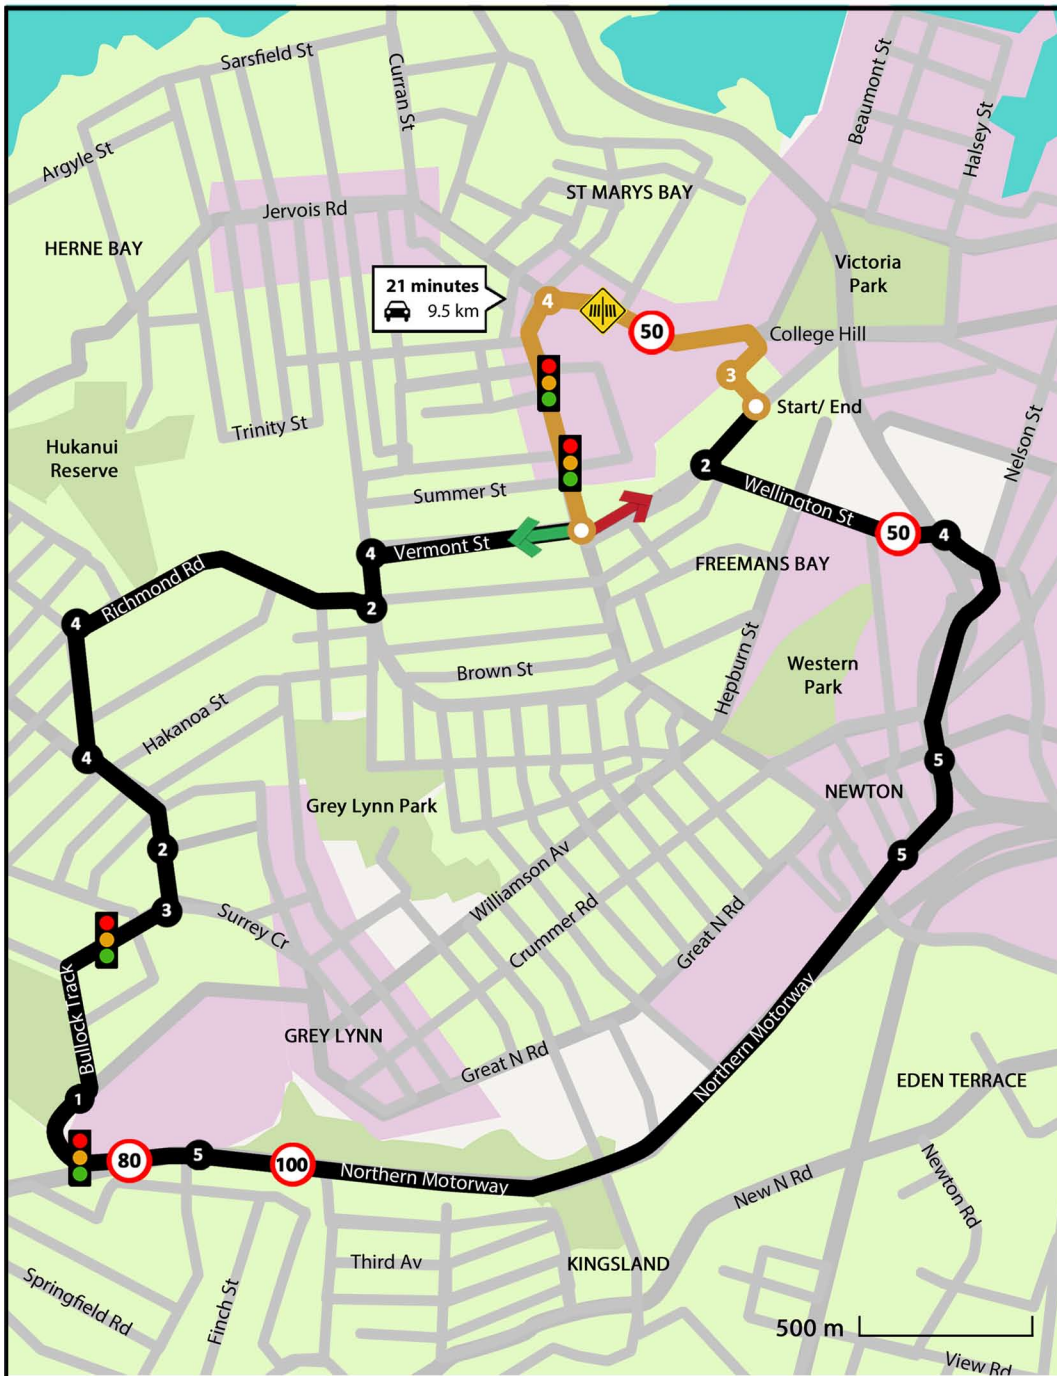 Sarsfield St
Curran St
Beaumont St
Halsey St
Argyle St
ST MARYS BAY
Jervois Rd
HERNE BAY
Victoria
Park
21 minutes
9.5 km
4
50
College Hill
3
Start/ End
Trinity St
Hukanui
Reserve
Nelson St
2
Summer St
Wellington St
50
4
Vermont St
4
FREEMANS BAY
Richmond Rd
2
4
Hepburn St
Western
Park
Brown St
Hakanoa St
4
5
NEWTON
Grey Lynn Park
2
5
Williamson Av
3
Surrey Cr
Crummer Rd
Great N Rd
Bullock Track
GREY LYNN
Great N Rd
Northern Motorway
EDEN TERRACE
1
80
5
100
Northern Motorway
New N Rd
Newton Rd
Third Av
KINGSLAND
Springfield Rd
Finch St
500 m
View Rd